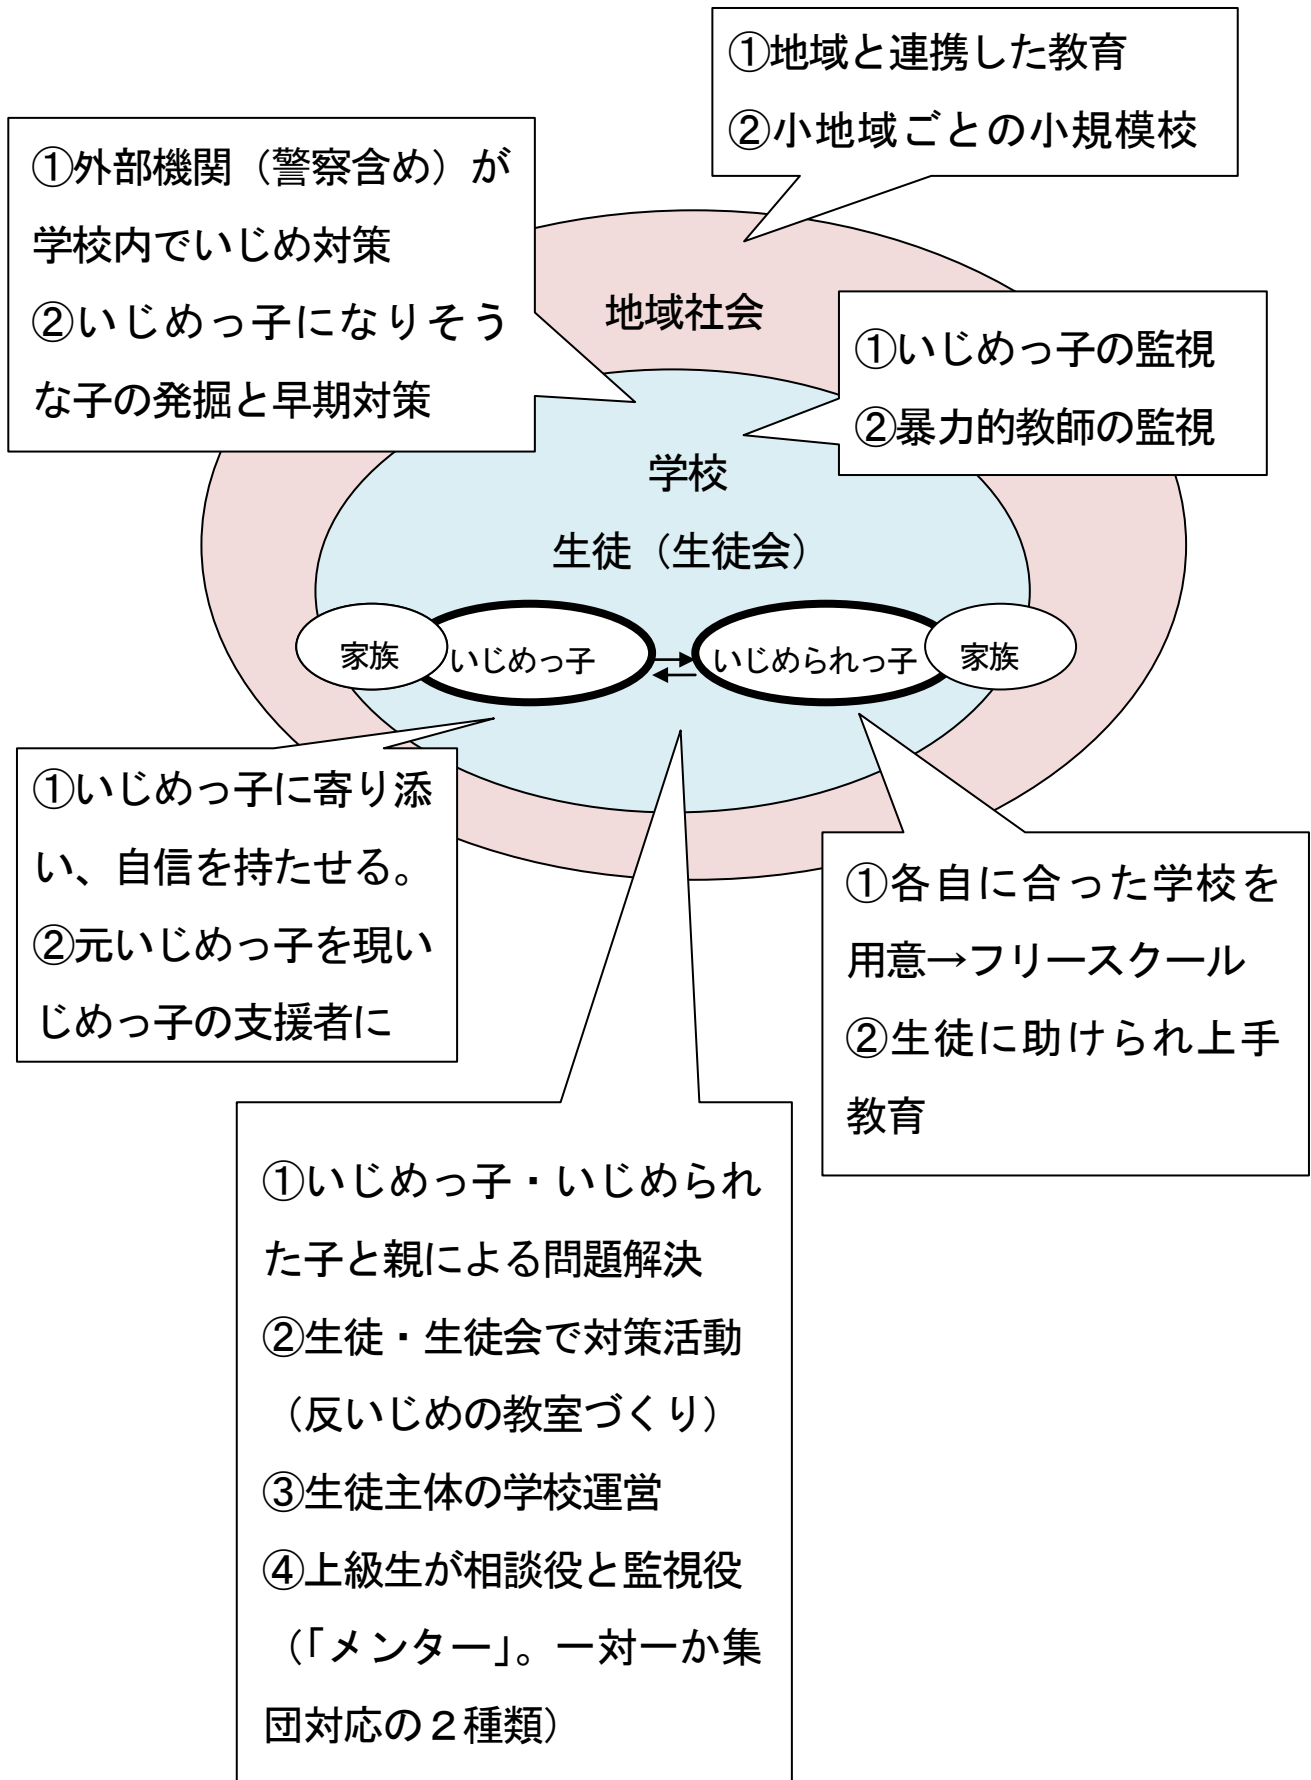 ①地域と連携した教育
②小地域ごとの小規模校
①外部機関（警察含め）が
学校内でいじめ対策
②いじめっ子になりそう
な子の発掘と早期対策
地域社会
①いじめっ子の監視
②暴力的教師の監視
学校
生徒（生徒会）
家族
いじめっ子
いじめられっ子
家族
①いじめっ子に寄り添
い、自信を持たせる。
②元いじめっ子を現い
じめっ子の支援者に
①各自に合った学校を
用意→フリースクール
②生徒に助けられ上手
教育
①いじめっ子・いじめられ
た子と親による問題解決
②生徒・生徒会で対策活動
（反いじめの教室づくり）
③生徒主体の学校運営
④上級生が相談役と監視役
（「メンター」。一対一か集
団対応の２種類）